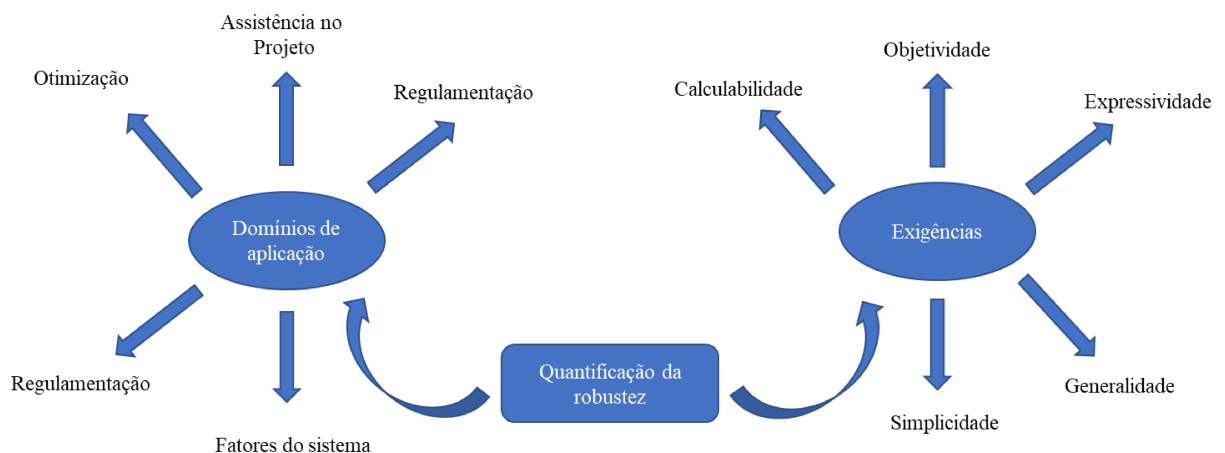 Assistência no
Projeto
Otimização
Regulamentação
Domínios de
aplicação
Regulamentação
Fatores do sistema
Quantificação da
robustez
Objetividade
Calculabilidade
Expressividade
Exigências
Generalidade
Simplicidade